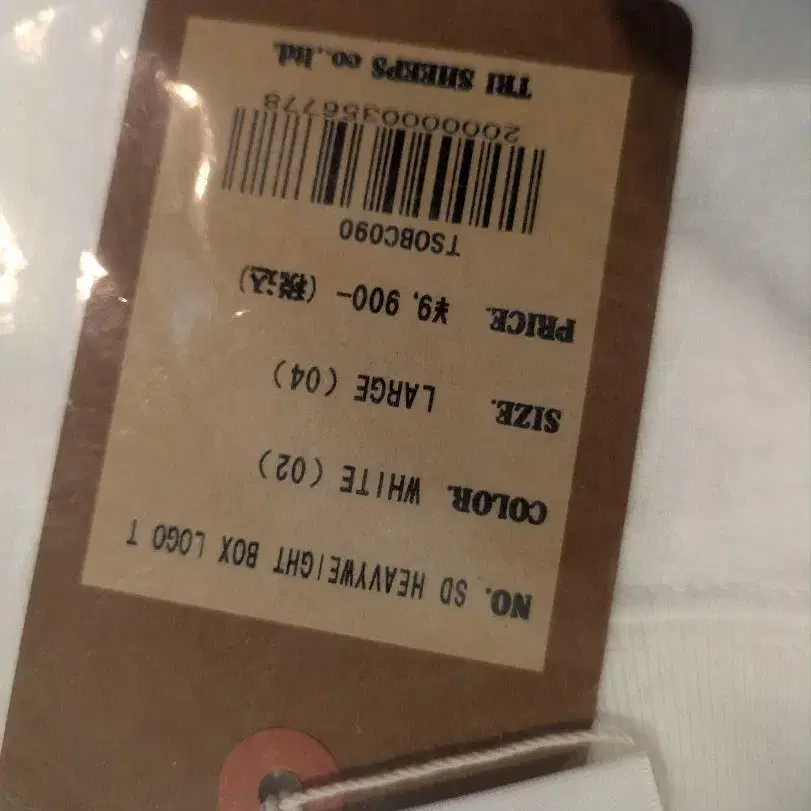 NO. SD HEAVYWEIGHT BOX LOGO T
COLOR. WHITE (02)
SIZE. LARGE (04)
PRICE. ¥9,900- (税込)
TSOBC090
2000000356778
TRI SHEEPS co.,ltd.